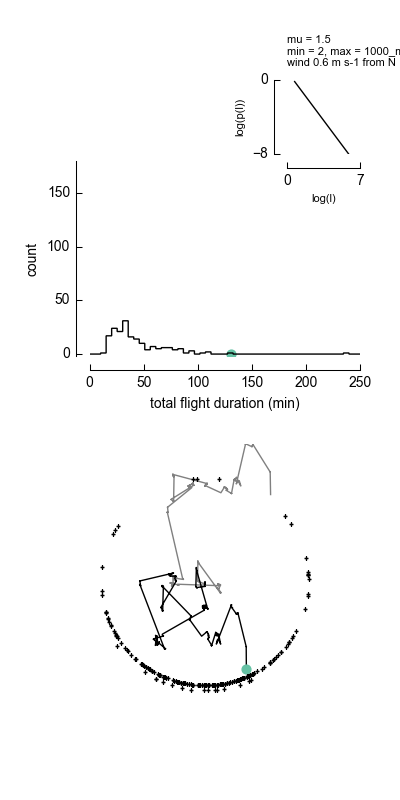 mu = 1.5
min = 2, max = 1000_m
wind 0.6 m s-1 from N
0
log(p(l))
−8
0
7
log(l)
150
100
50
0
count
0
50
100
150
200
250
total flight duration (min)